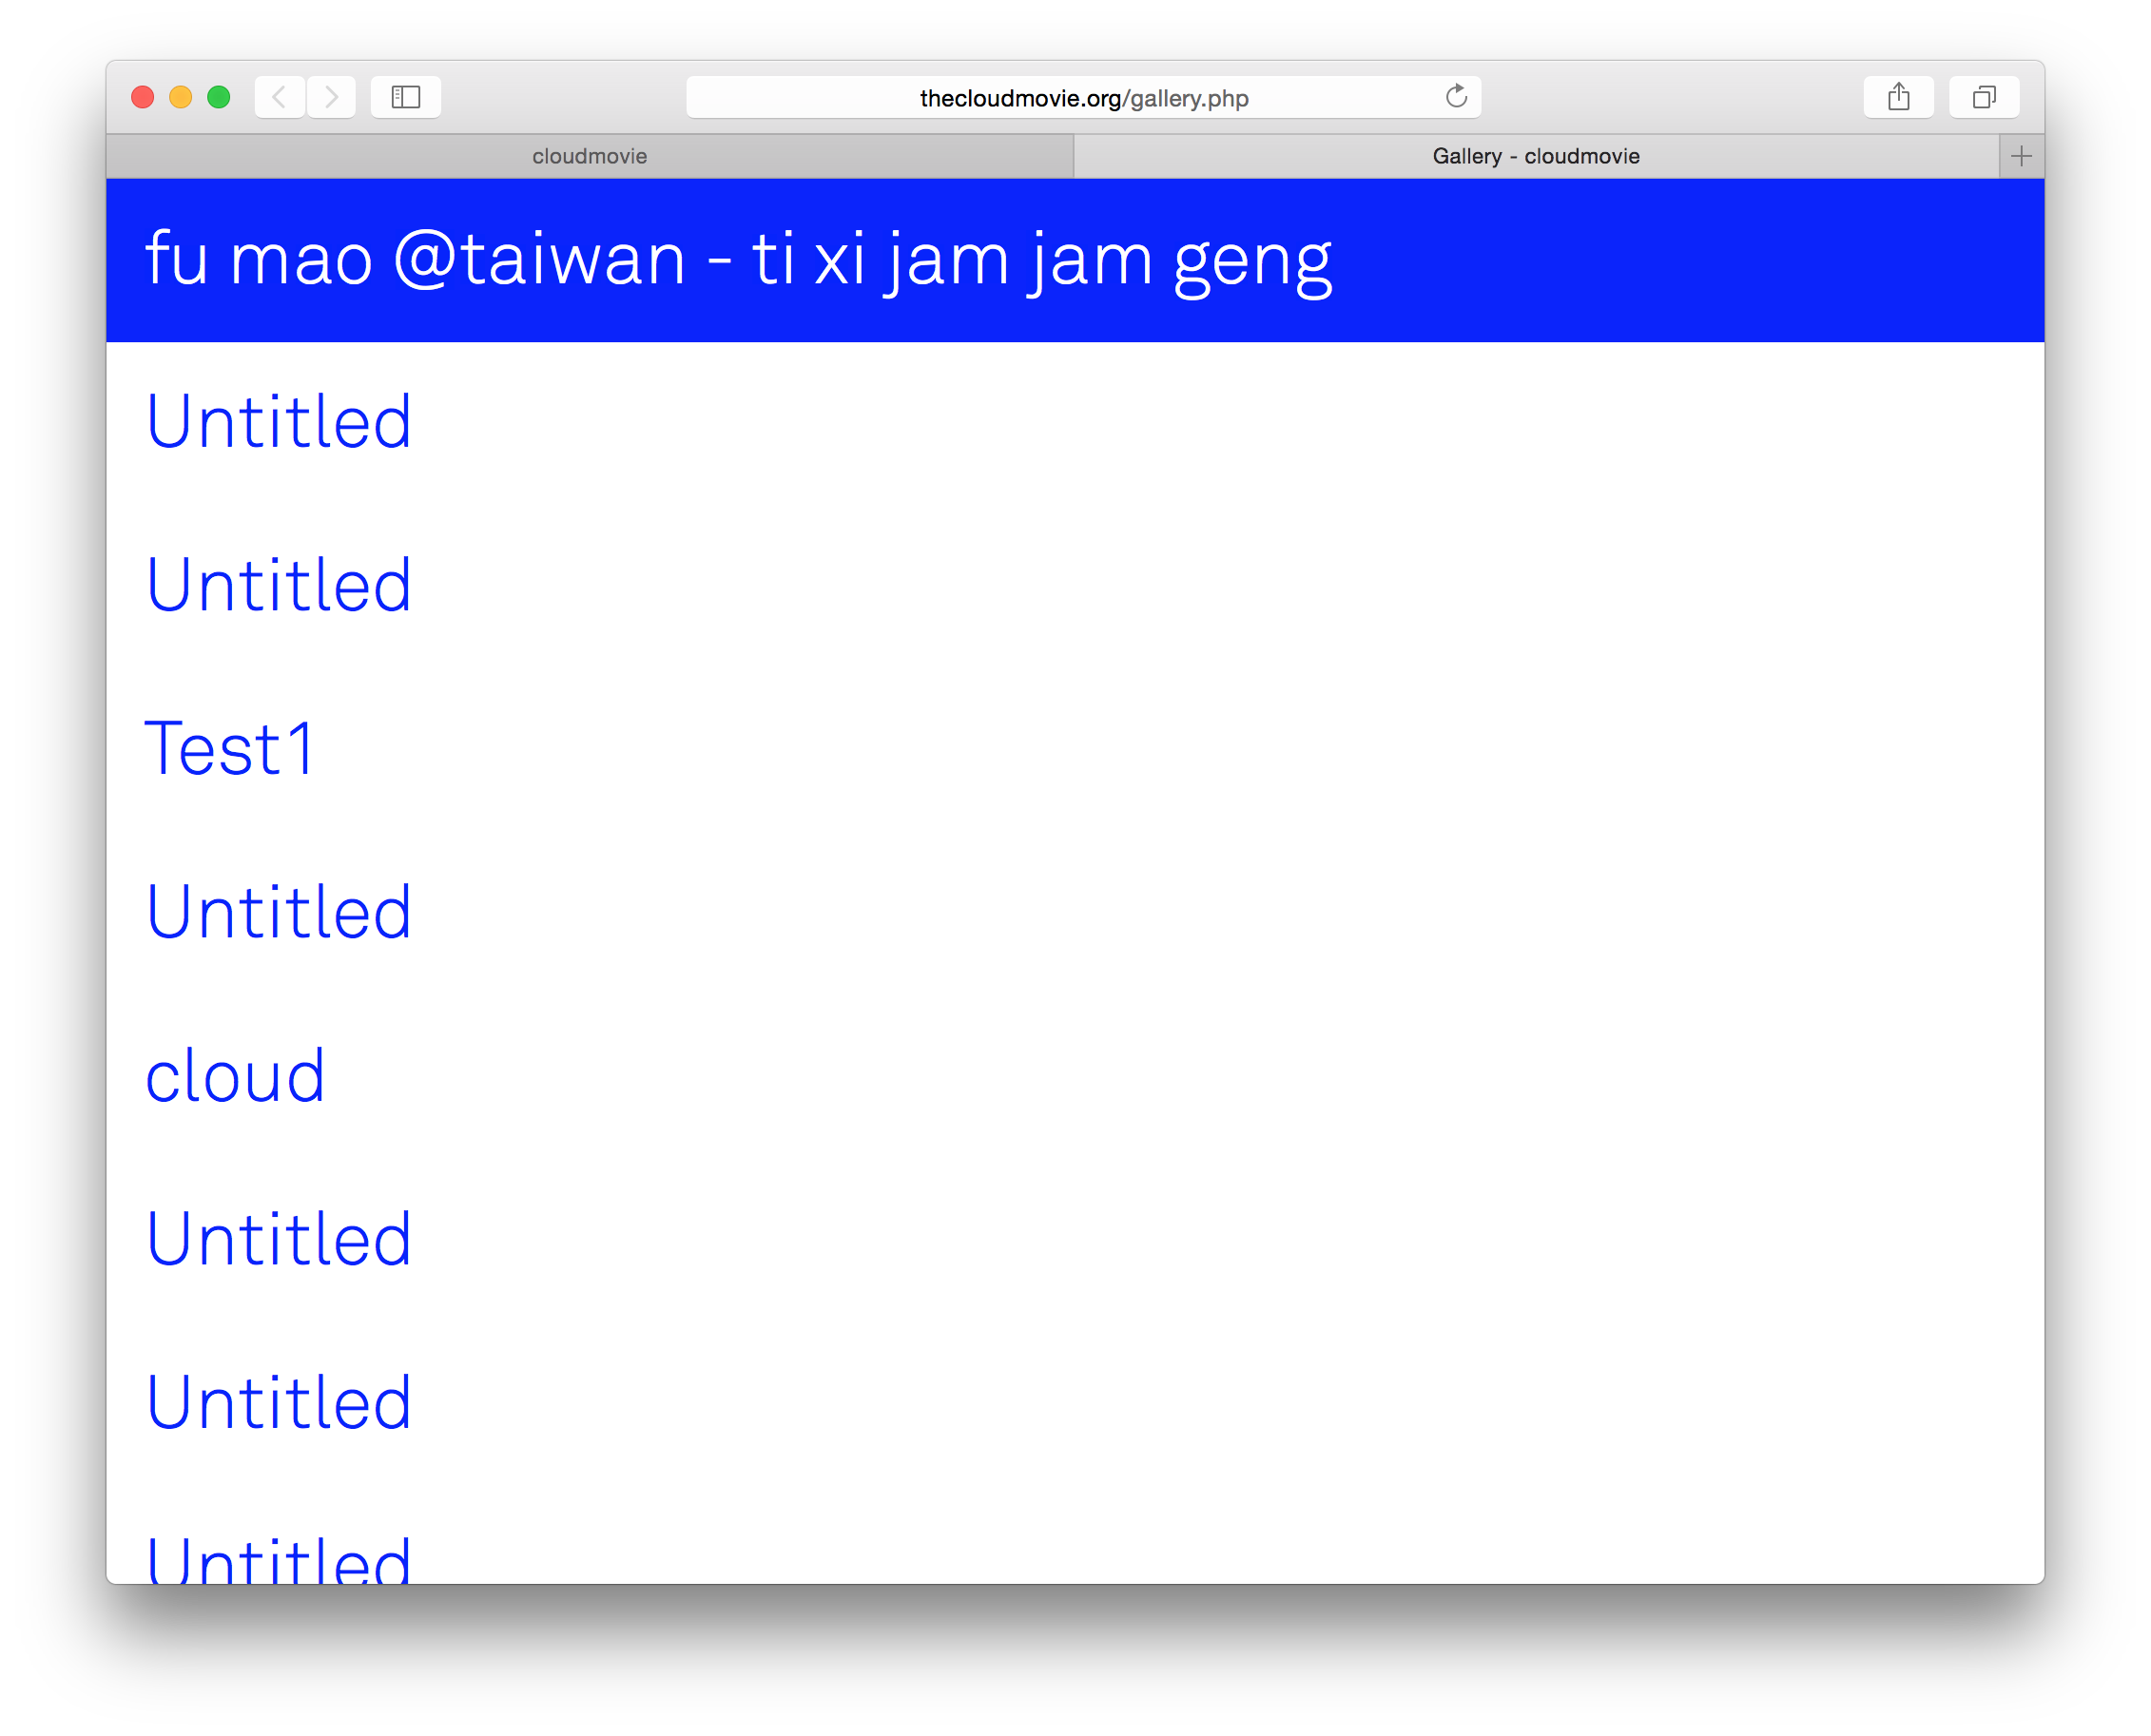 thecloudmovie.org/gallery.php
cloudmovie
Gallery - cloudmovie
fu mao @taiwan - ti xi jam jam geng
Untitled
Untitled
Test1
Untitled
cloud
Untitled
Untitled
Untitled